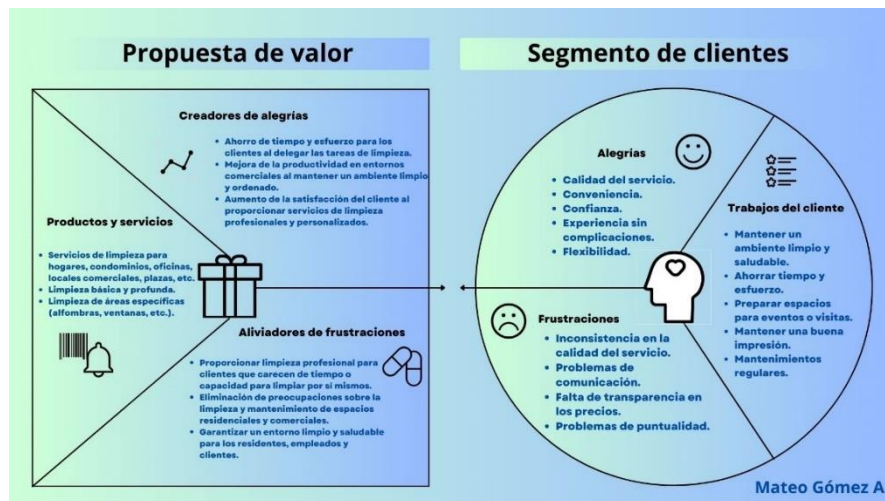 Propuesta de valor
Creadores de alegrías
• Ahorro de tiempo y esfuerzo para los
clientes al delegar las tareas de limpieza.
• Mejora de la productividad en entornos
comerciales al mantener un ambiente limpio
y ordenado.
• Aumento de la satisfacción del cliente al
proporcionar servicios de limpieza
profesionales y personalizados.
Productos y servicios
• Servicios de limpieza para
hogares, condominios, oficinas,
locales comerciales, plazas, etc.
• Limpieza básica y profunda.
• Limpieza de áreas específicas
(alfombras, ventanas, etc.).
Aliviadores de frustraciones
• Proporcionar limpieza profesional para
clientes que carecen de tiempo o
capacidad para limpiar por sí mismos.
• Eliminación de preocupaciones sobre la
limpieza y mantenimiento de espacios
residenciales y comerciales.
• Garantizar un entorno limpio y saludable
para los residentes, empleados y
clientes.
Segmento de clientes
Alegrías
• Calidad del servicio.
• Conveniencia.
• Confianza.
• Experiencia sin
complicaciones.
• Flexibilidad.
Trabajos del cliente
• Mantener un
ambiente limpio y
saludable.
• Ahorrar tiempo y
esfuerzo.
• Preparar espacios
para eventos o visitas.
• Mantener una buena
impresión.
• Mantenimientos
regulares.
Frustraciones
• Inconsistencia en la
calidad del servicio.
• Problemas de
comunicación.
• Falta de transparencia en
los precios.
• Problemas de puntualidad.
Mateo Gómez A